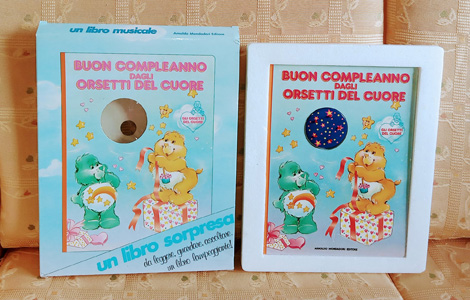 un libro musicale
Arnoldo Mondadori Editore
BUON COMPLEANNO
DAGLI
ORSETTI DEL CUORE
GLI ORSETTI
DEL CUORE
un libro sorpresa
da leggere, guardare, ascoltare...
un libro lampeggiante!
BUON COMPLEANNO
DAGLI
ORSETTI DEL CUORE
GLI ORSETTI
DEL CUORE
ARNOLDO MONDADORI EDITORE